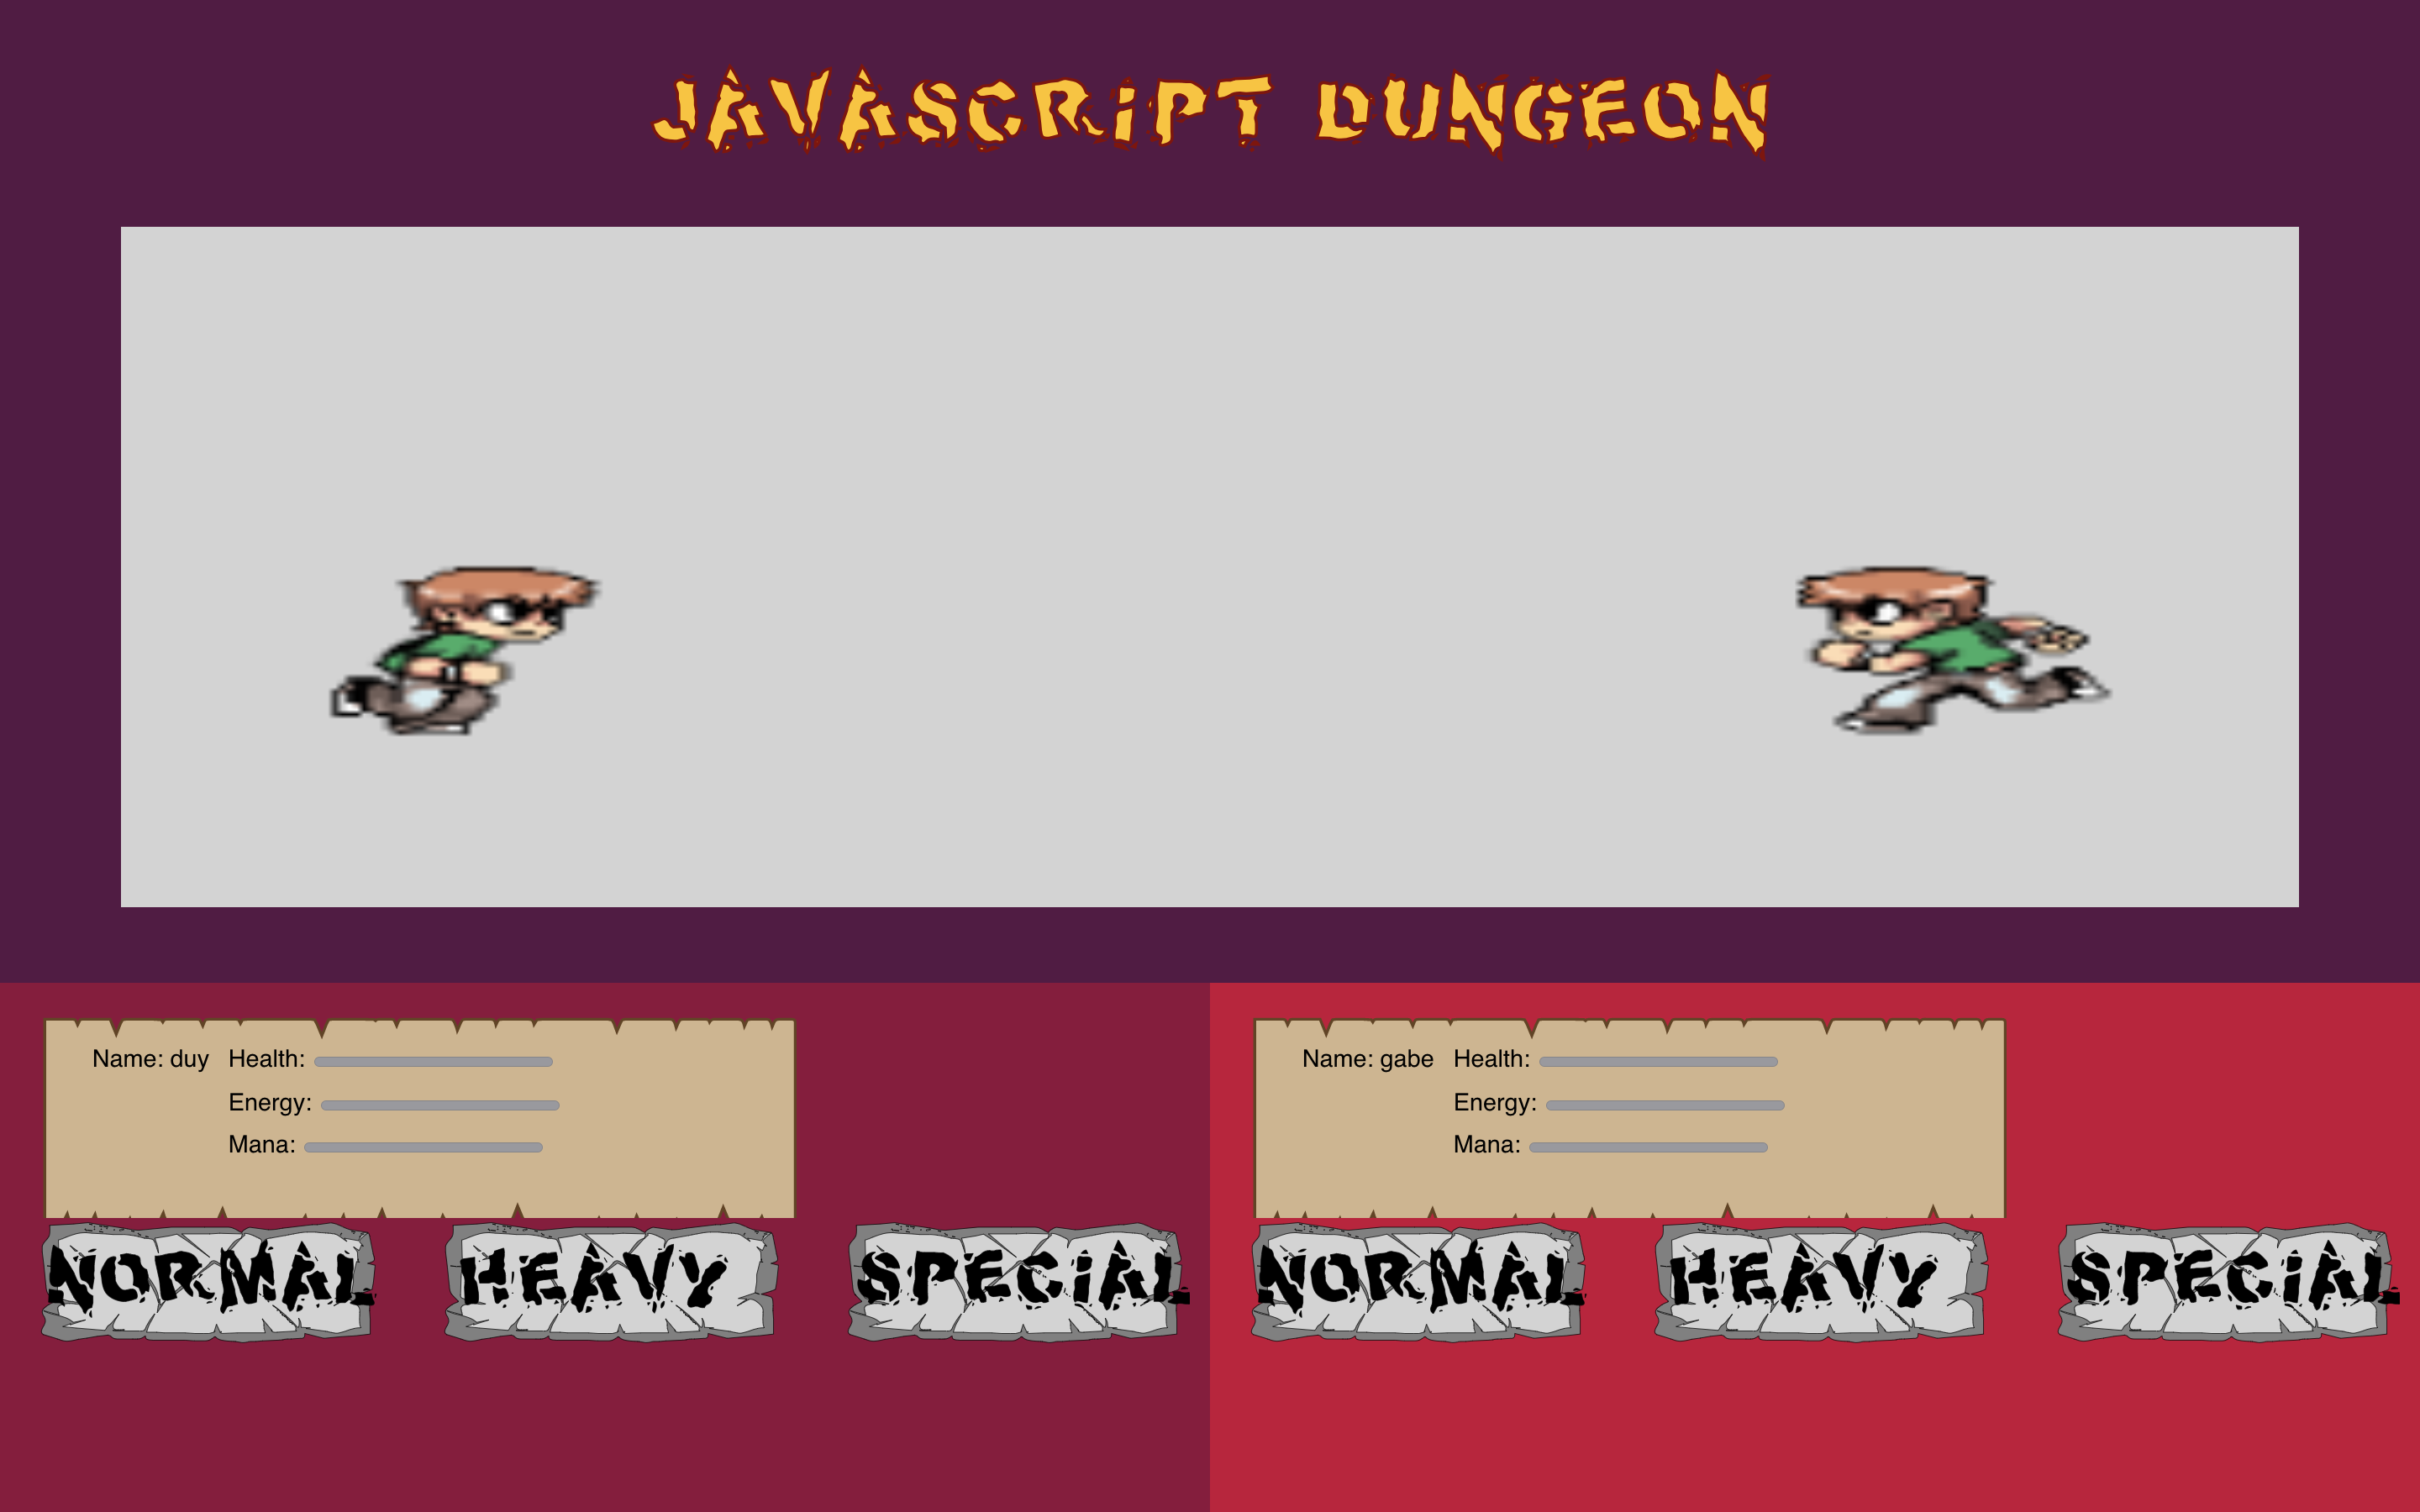 JAVASCRiPT DUNGEON
Name: duy Health:
Energy:
Mana:
NORMAL HEAVY SPECiAL
Name: gabe Health:
Energy:
Mana:
NORMAL HEAVY SPECiAL